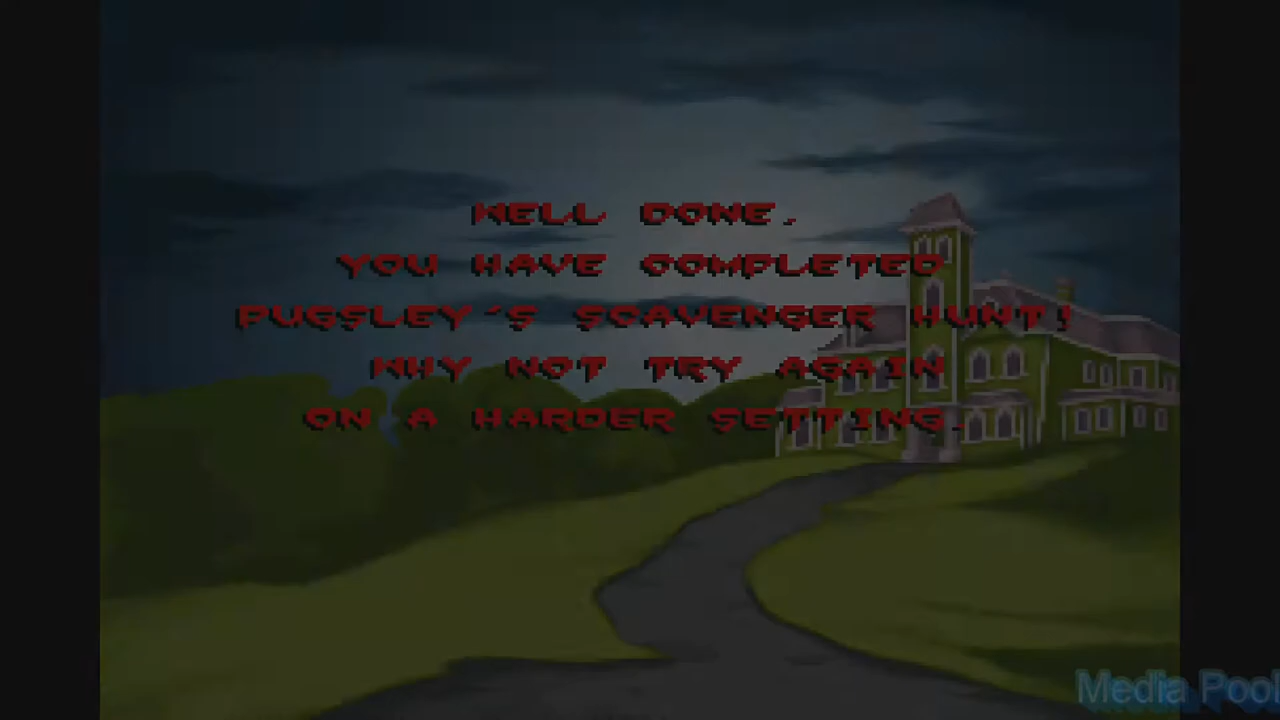 WELL DONE.
YOU HAVE COMPLETED
PUGSLEY'S SCAVENGER HUNT!
WHY NOT TRY AGAIN
ON A HARDER SETTING.
Media Pool